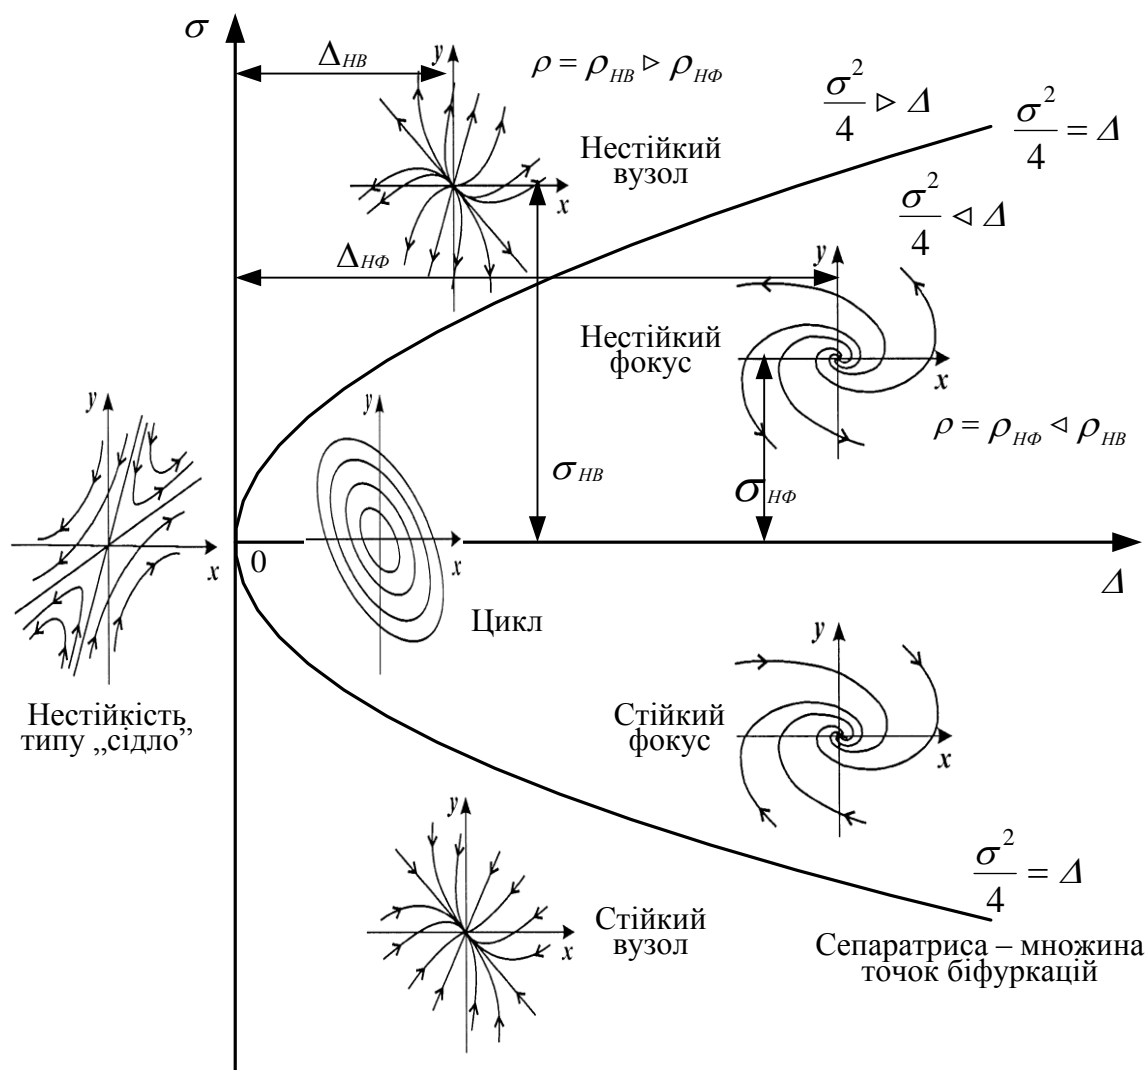 σ
Δ_НВ
y
ρ = ρ_НВ ▹ ρ_НФ
σ²/4 ▹ Δ
σ²/4 = Δ
Нестійкий
вузол
x
σ²/4 ◃ Δ
Δ_НФ
y
Нестійкий
фокус
x
y
y
ρ = ρ_НФ ◃ ρ_НВ
σ_НВ
σ_НФ
x
0
x
Δ
Цикл
y
Нестійкість
типу „сідло”
Стійкий
фокус
x
y
σ²/4 = Δ
Стійкий
вузол
x
Сепаратриса – множина
точок біфуркацій